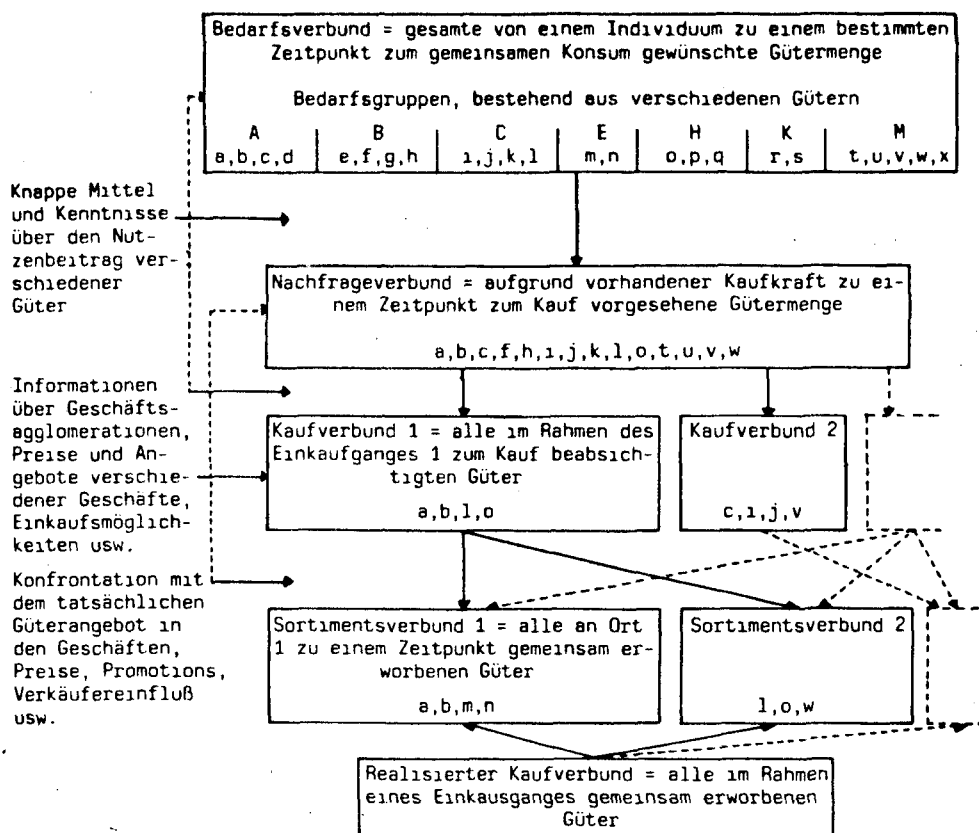 Bedarfsverbund = gesamte von einem Individuum zu einem bestimmten
Zeitpunkt zum gemeinsamen Konsum gewünschte Gütermenge
Bedarfsgruppen, bestehend aus verschiedenen Gütern
A B C E H K M
a,b,c,d e,f,g,h ı,j,k,l m,n o,p,q r,s t,u,v,w,x
Knappe Mittel
und Kenntnisse
über den Nut-
zenbeitrag ver-
schiedener
Güter
Nachfrageverbund = aufgrund vorhandener Kaufkraft zu ei-
nem Zeitpunkt zum Kauf vorgesehene Gütermenge
a,b,c,f,h,ı,j,k,l,o,t,u,v,w
Informationen
über Geschäfts-
agglomerationen,
Preise und An-
gebote verschie-
dener Geschäfte,
Einkaufsmöglich-
keiten usw.
Kaufverbund 1 = alle im Rahmen des
Einkaufganges 1 zum Kauf beabsich-
tigten Güter
a,b,l,o
Kaufverbund 2
c,ı,j,v
Konfrontation mit
dem tatsächlichen
Güterangebot in
den Geschäften,
Preise, Promotions,
Verkäufereinfluß
usw.
Sortimentsverbund 1 = alle an Ort
1 zu einem Zeitpunkt gemeinsam er-
worbenen Güter
a,b,m,n
Sortimentsverbund 2
l,o,w
Realisierter Kaufverbund = alle im Rahmen
eines Einkausganges gemeinsam erworbenen
Güter